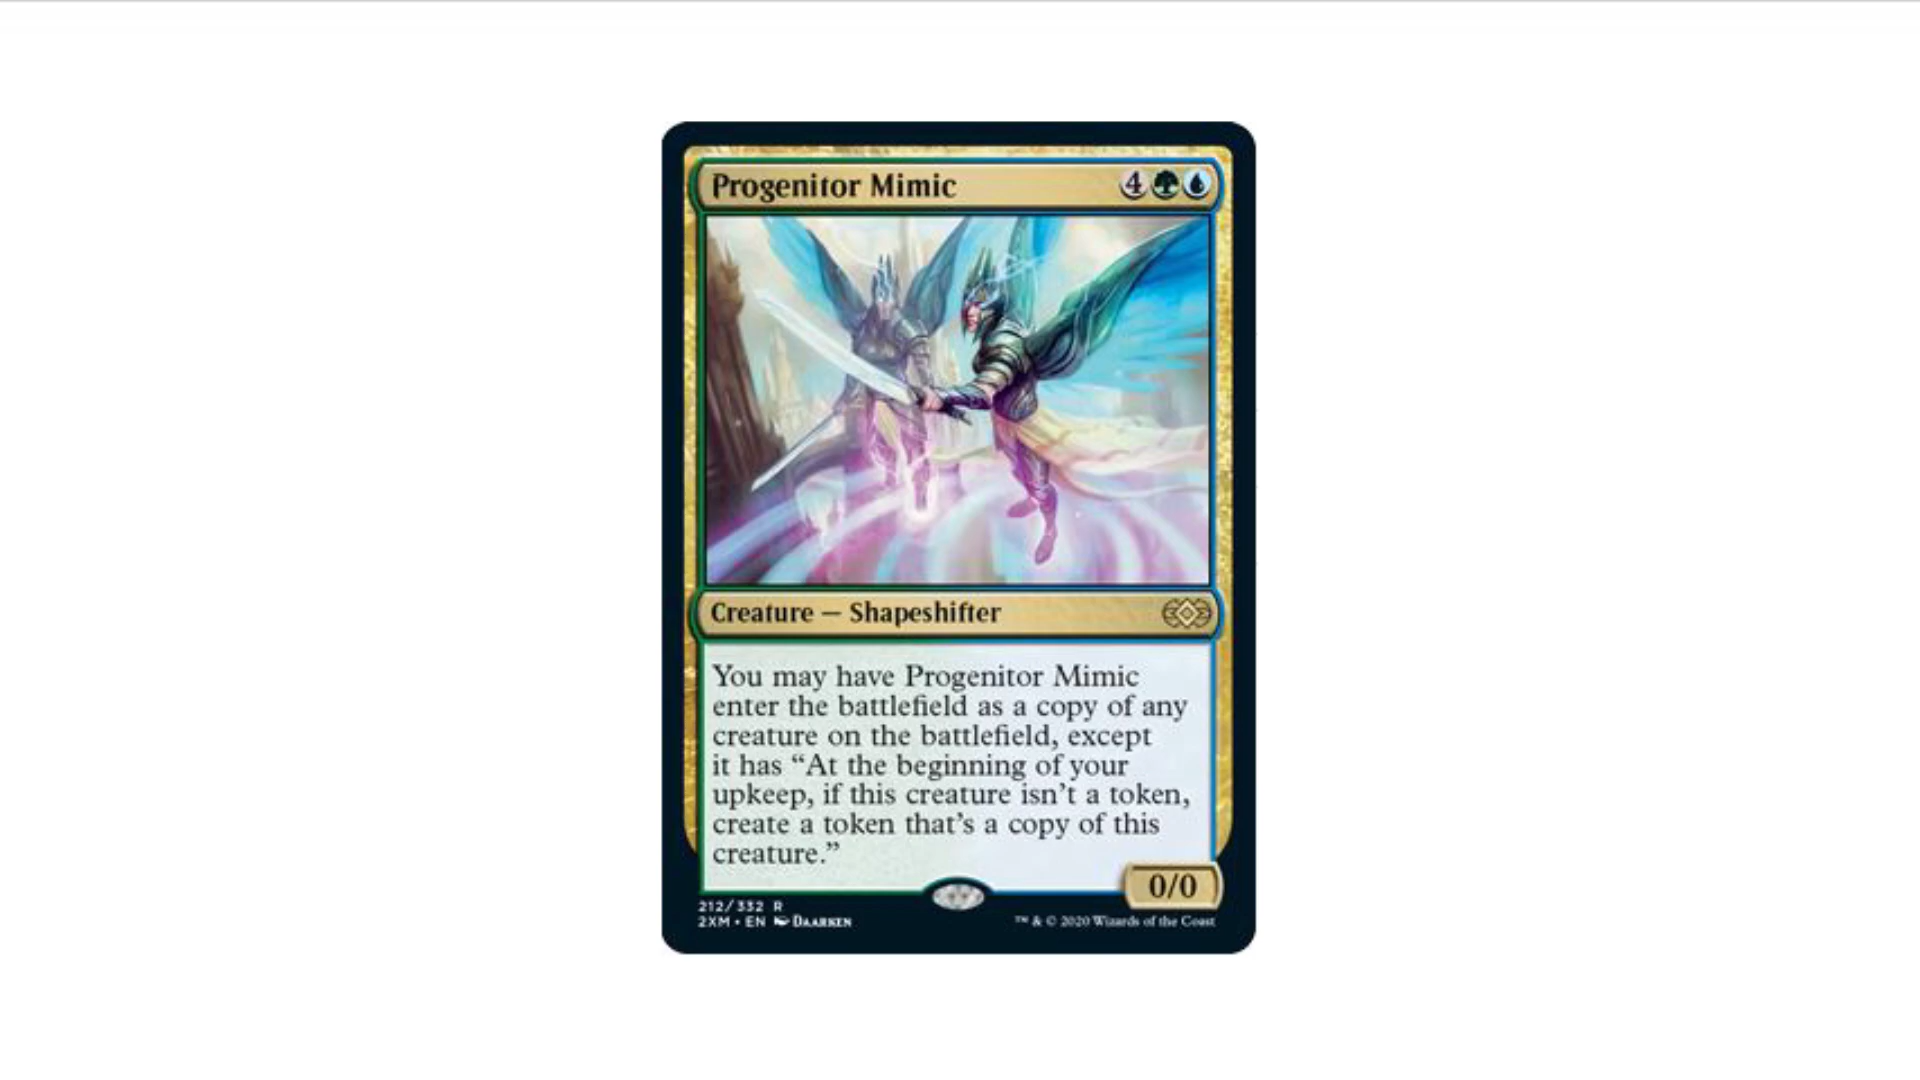 Progenitor Mimic 4
Creature — Shapeshifter
You may have Progenitor Mimic
enter the battlefield as a copy of any
creature on the battlefield, except
it has “At the beginning of your
upkeep, if this creature isn’t a token,
create a token that’s a copy of this
creature.”
0/0
212/332 R
2XM • EN DAARKEN
™ & © 2020 Wizards of the Coast